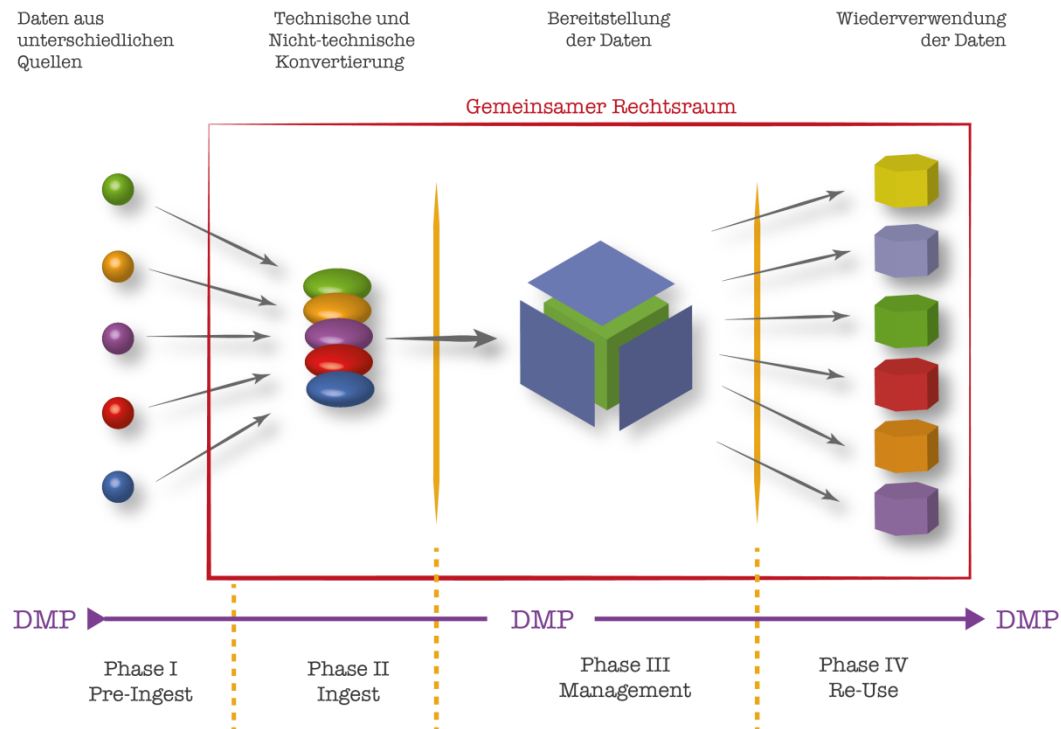 Daten aus
unterschiedlichen
Quellen
Technische und
Nicht-technische
Konvertierung
Bereitstellung
der Daten
Wiederverwendung
der Daten
Gemeinsamer Rechtsraum
DMP
DMP
DMP
Phase I
Pre-Ingest
Phase II
Ingest
Phase III
Management
Phase IV
Re-Use